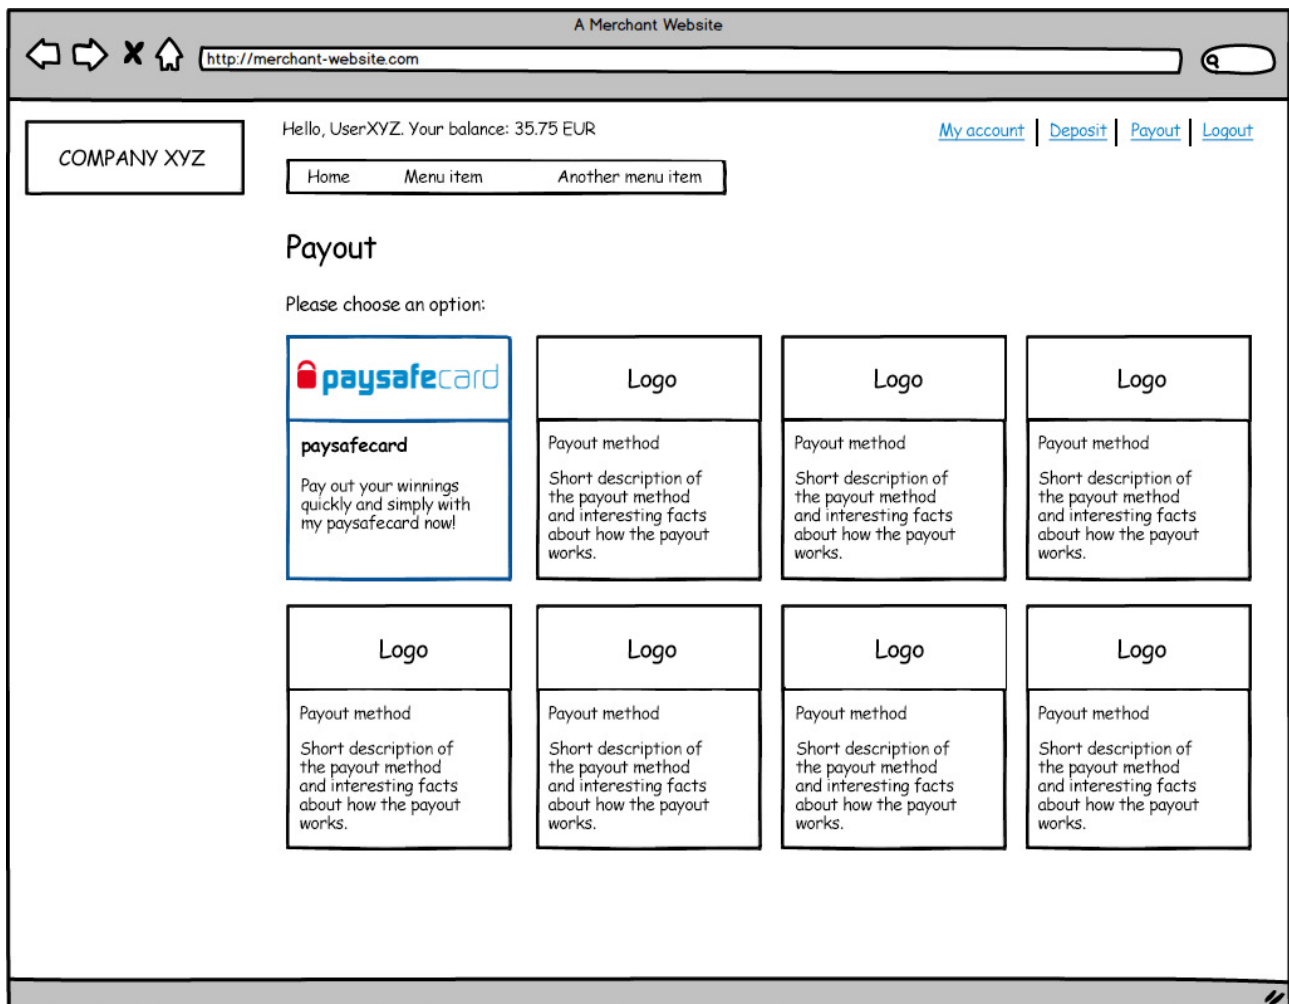 A Merchant Website
http://merchant-website.com
COMPANY XYZ
Hello, UserXYZ. Your balance: 35.75 EUR
My account
Deposit
Payout
Logout
Home
Menu item
Another menu item
Payout
Please choose an option:
paysafecard
paysafecard
Pay out your winnings
quickly and simply with
my paysafecard now!
Logo
Payout method
Short description of
the payout method
and interesting facts
about how the payout
works.
Logo
Payout method
Short description of
the payout method
and interesting facts
about how the payout
works.
Logo
Payout method
Short description of
the payout method
and interesting facts
about how the payout
works.
Logo
Payout method
Short description of
the payout method
and interesting facts
about how the payout
works.
Logo
Payout method
Short description of
the payout method
and interesting facts
about how the payout
works.
Logo
Payout method
Short description of
the payout method
and interesting facts
about how the payout
works.
Logo
Payout method
Short description of
the payout method
and interesting facts
about how the payout
works.